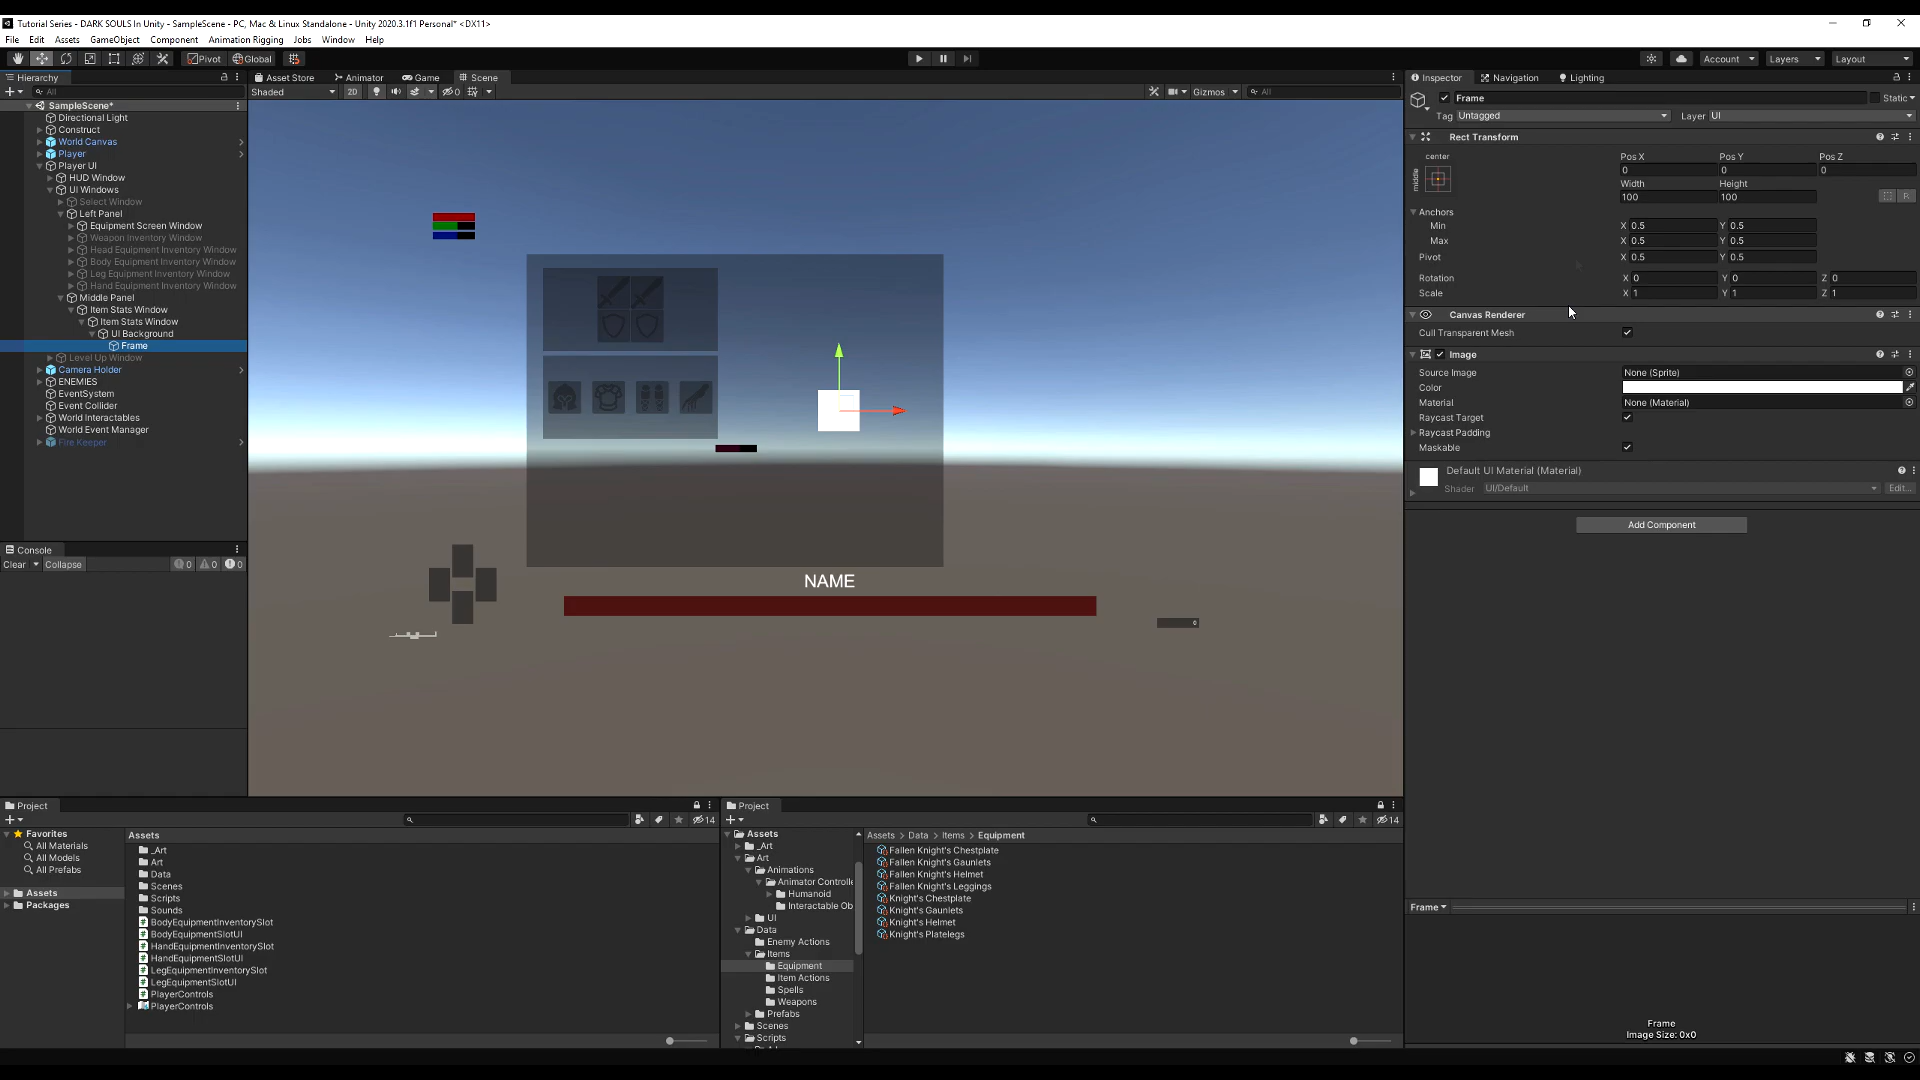 Tutorial Series - DARK SOULS In Unity - SampleScene - PC, Mac & Linux Standalone - Unity 2020.3.1f1 Personal* <DX11>
File Edit Assets GameObject Component Animation Rigging Jobs Window Help
Pivot Global Account Layers Layout
Hierarchy
All
SampleScene*
Directional Light
Construct
World Canvas
Player
Player UI
HUD Window
UI Windows
Select Window
Left Panel
Equipment Screen Window
Weapon Inventory Window
Head Equipment Inventory Window
Body Equipment Inventory Window
Leg Equipment Inventory Window
Hand Equipment Inventory Window
Middle Panel
Item Stats Window
Item Stats Window
UI Background
Frame
Level Up Window
Camera Holder
ENEMIES
EventSystem
Event Collider
World Interactables
World Event Manager
Fire Keeper
Console
Clear Collapse 0 0 0
Asset Store Animator Game Scene
Shaded 2D 0 Gizmos All
NAME
0
Inspector Navigation Lighting
Frame Static
Tag Untagged Layer UI
Rect Transform
center Pos X Pos Y Pos Z
middle 0 0 0
Width Height
100 100 R
Anchors
Min X 0.5 Y 0.5
Max X 0.5 Y 0.5
Pivot X 0.5 Y 0.5
Rotation X 0 Y 0 Z 0
Scale X 1 Y 1 Z 1
Canvas Renderer
Cull Transparent Mesh
Image
Source Image None (Sprite)
Color
Material None (Material)
Raycast Target
Raycast Padding
Maskable
Default UI Material (Material)
Shader UI/Default Edit...
Add Component
Frame
Frame
Image Size: 0x0
Project
14
Favorites
All Materials
All Models
All Prefabs
Assets
Packages
Assets
_Art
Art
Data
Scenes
Scripts
Sounds
BodyEquipmentInventorySlot
BodyEquipmentSlotUI
HandEquipmentInventorySlot
HandEquipmentSlotUI
LegEquipmentInventorySlot
LegEquipmentSlotUI
PlayerControls
PlayerControls
Project
14
Assets
_Art
Art
Animations
Animator Controlle
Humanoid
Interactable Ob
UI
Data
Enemy Actions
Items
Equipment
Item Actions
Spells
Weapons
Prefabs
Scenes
Scripts
Assets > Data > Items > Equipment
Fallen Knight's Chestplate
Fallen Knight's Gaunlets
Fallen Knight's Helmet
Fallen Knight's Leggings
Knight's Chestplate
Knight's Gaunlets
Knight's Helmet
Knight's Platelegs